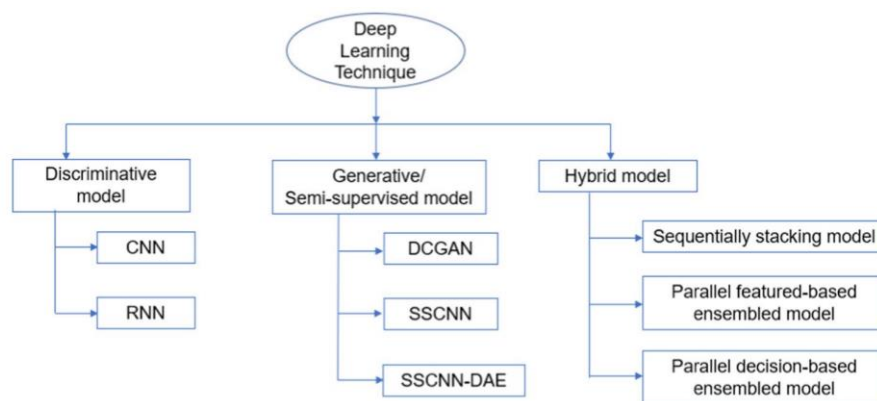 Deep
Learning
Technique
Discriminative
model
CNN
RNN
Generative/
Semi-supervised model
DCGAN
SSCNN
SSCNN-DAE
Hybrid model
Sequentially stacking model
Parallel featured-based
ensembled model
Parallel decision-based
ensembled model